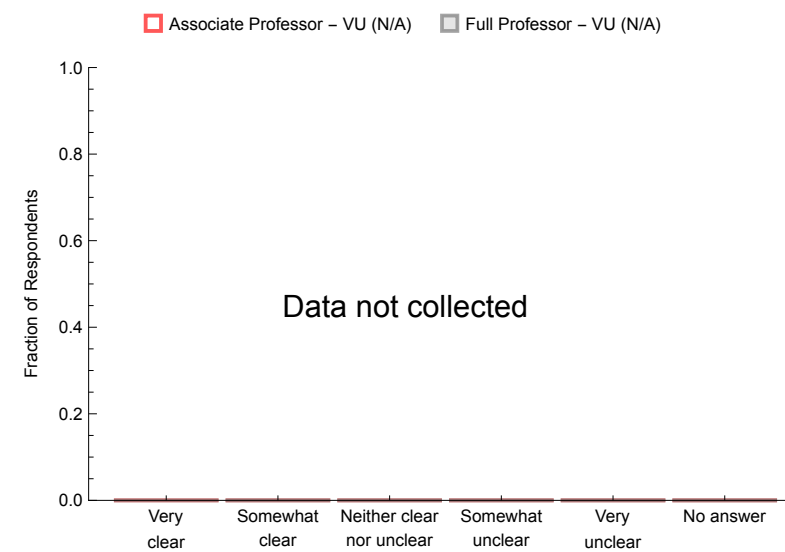 Associate Professor – VU (N/A) Full Professor – VU (N/A)
1.0
0.8
0.6
0.4
0.2
0.0
Fraction of Respondents
Data not collected
Very clear
Somewhat clear
Neither clear nor unclear
Somewhat unclear
Very unclear
No answer